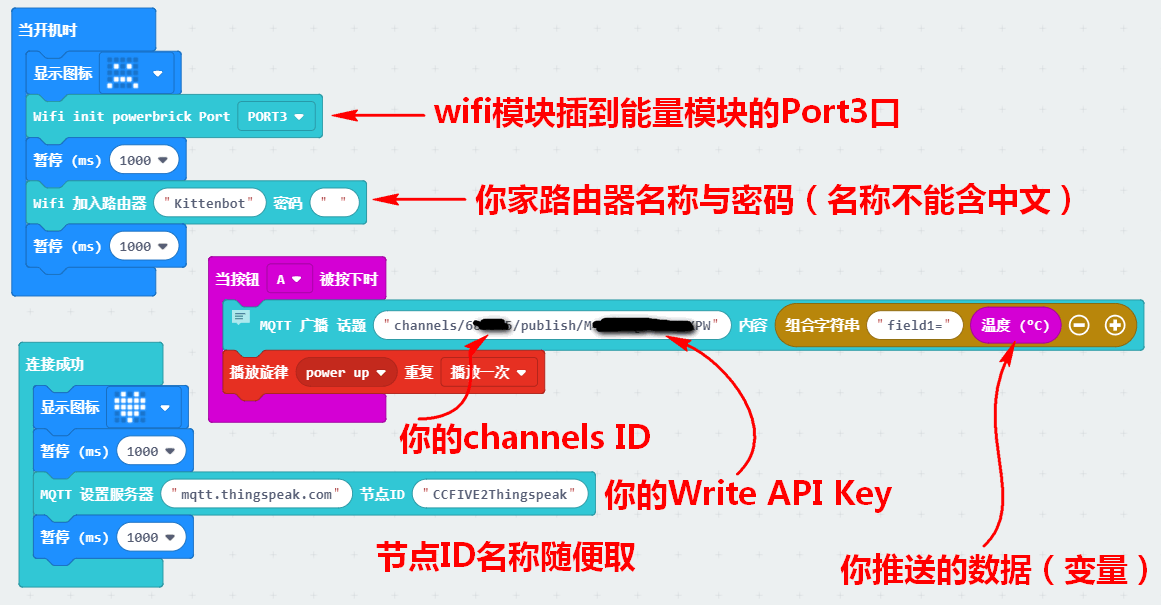 当开机时
显示图标
Wifi init powerbrick Port PORT3
wifi模块插到能量模块的Port3口
暂停 (ms) 1000
Wifi 加入路由器 "Kittenbot" 密码 " "
你家路由器名称与密码（名称不能含中文）
暂停 (ms) 1000
当按钮 A 被按下时
MQTT 广播 话题 "channels/6 5/publish/M PW" 内容 组合字符串 "field1=" 温度 (°C)
播放旋律 power up 重复 播放一次
连接成功
显示图标
你的channels ID
暂停 (ms) 1000
MQTT 设置服务器 "mqtt.thingspeak.com" 节点ID "CCFIVE2Thingspeak"
你的Write API Key
暂停 (ms) 1000
节点ID名称随便取
你推送的数据（变量）